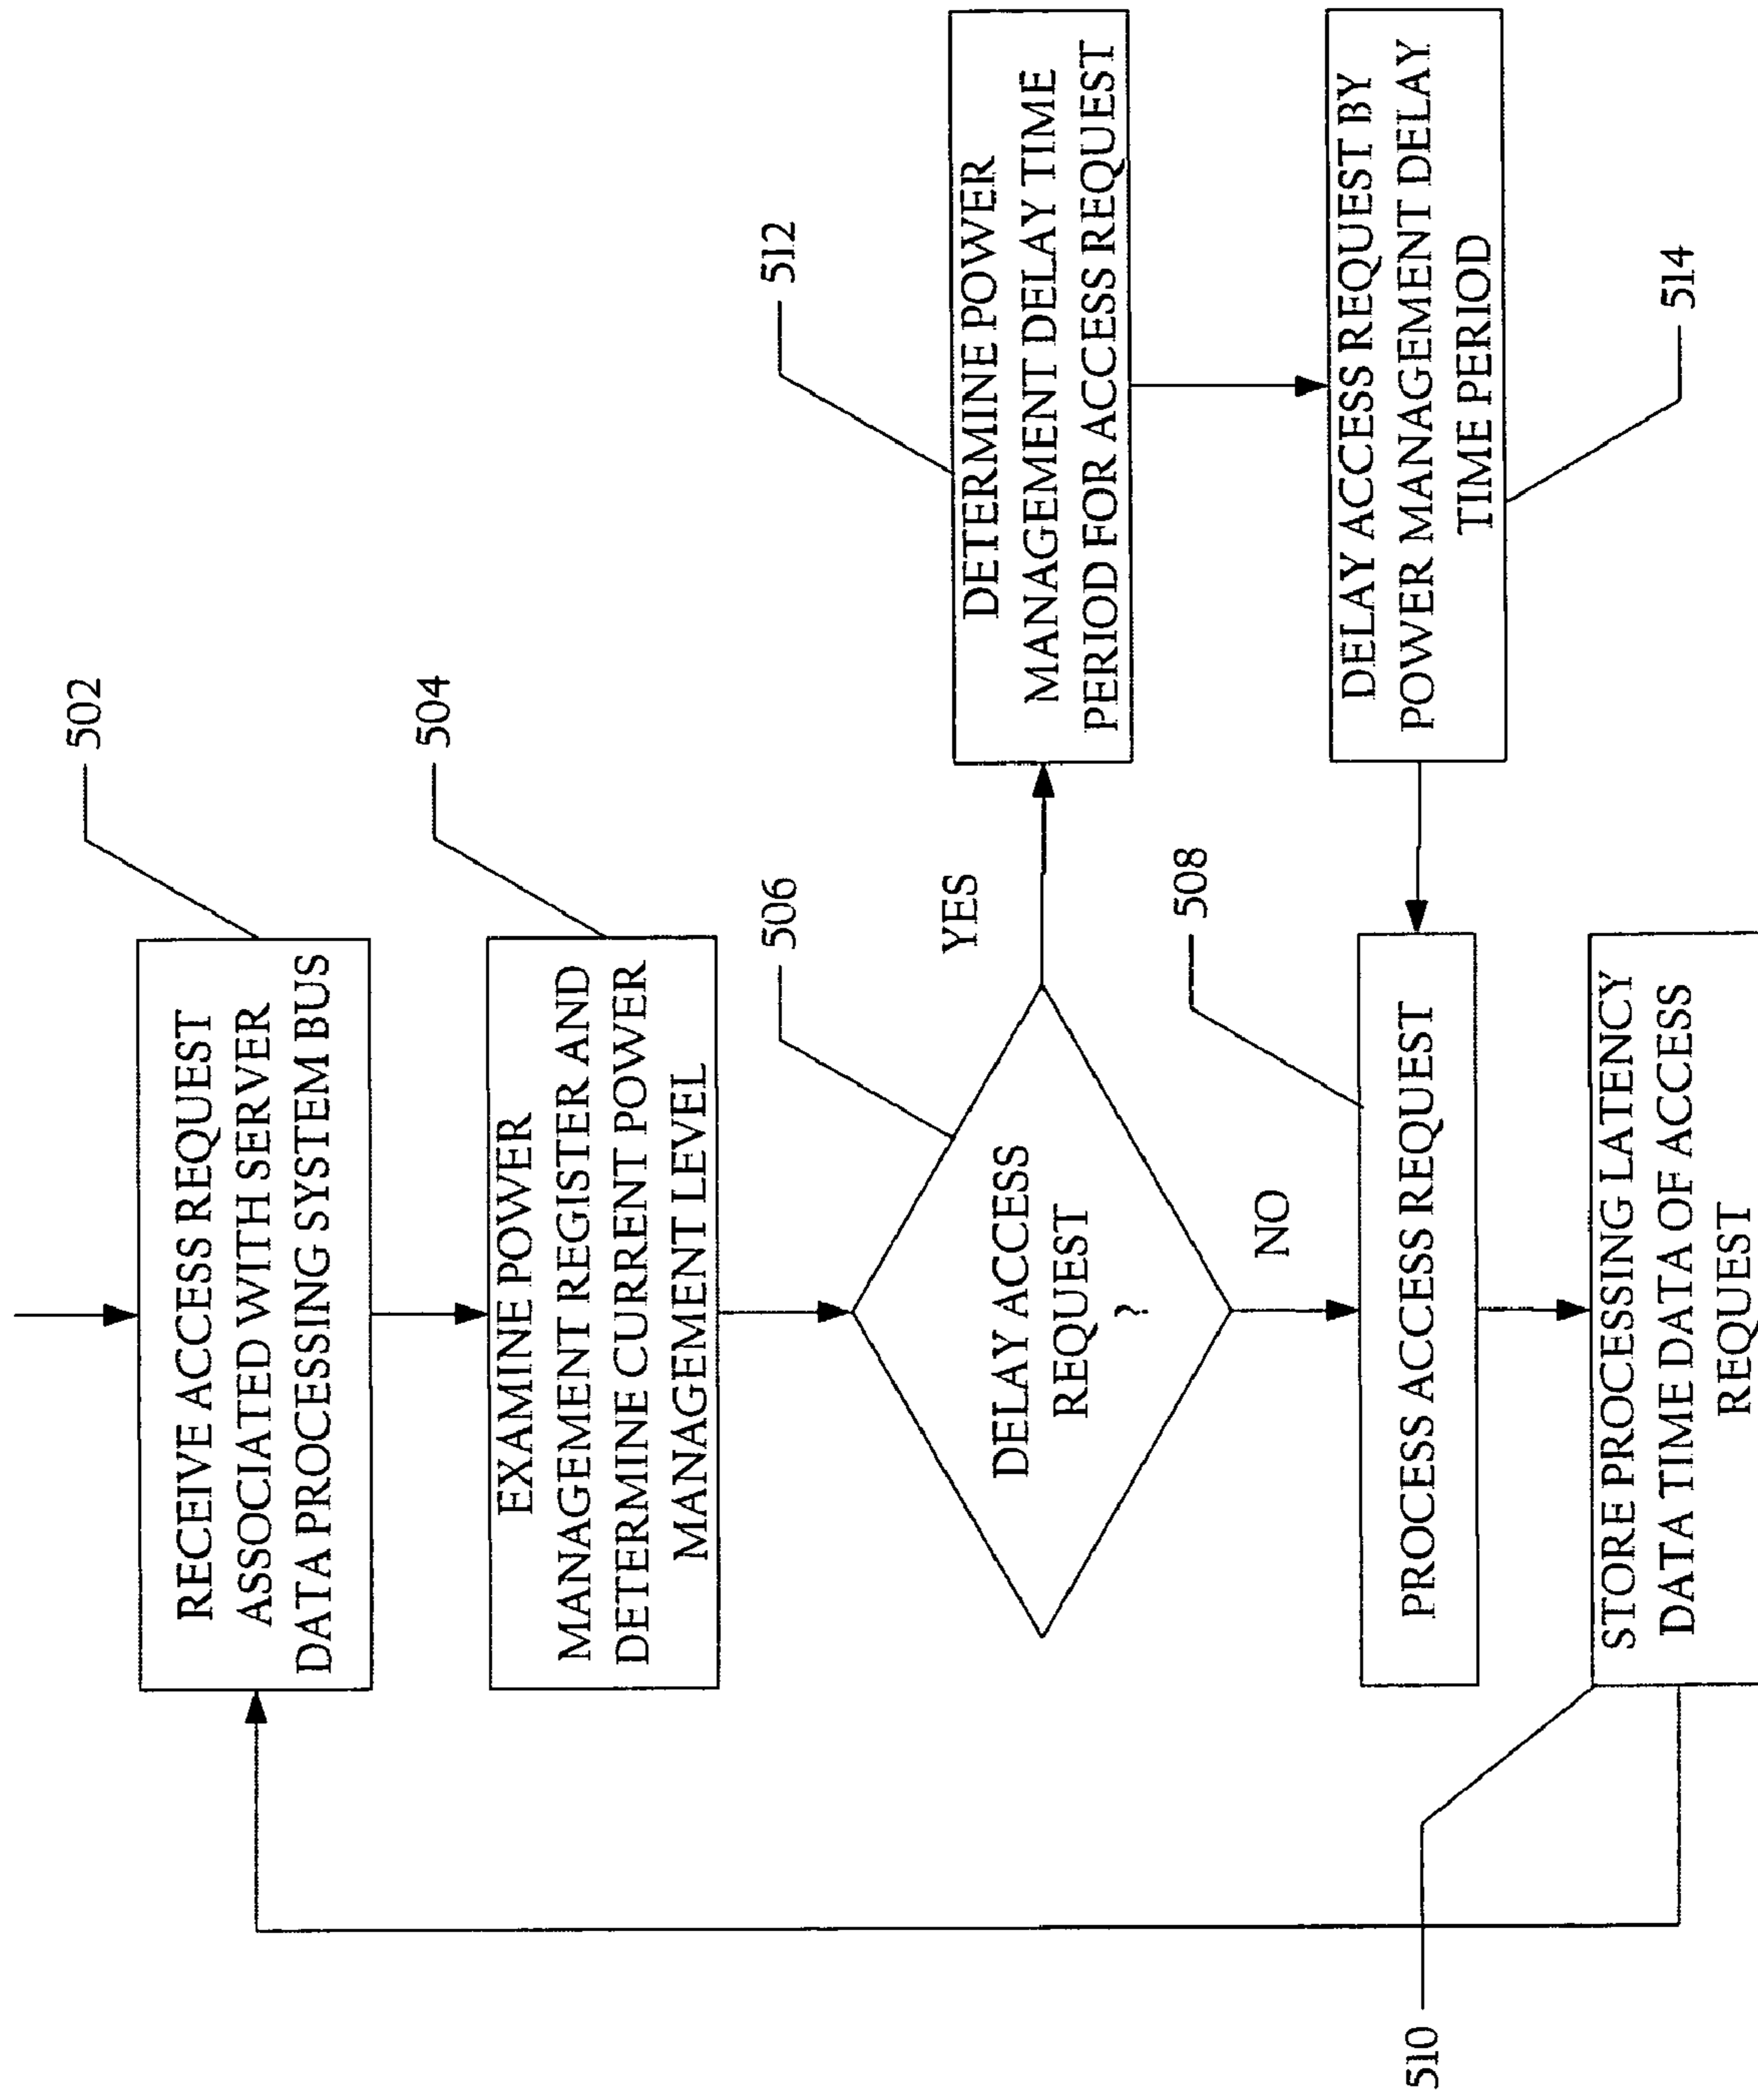 502
RECEIVE ACCESS REQUEST
ASSOCIATED WITH SERVER
DATA PROCESSING SYSTEM BUS
504
EXAMINE POWER
MANAGEMENT REGISTER AND
DETERMINE CURRENT POWER
MANAGEMENT LEVEL
506
DELAY ACCESS
REQUEST
?
YES
NO
512
DETERMINE POWER
MANAGEMENT DELAY TIME
PERIOD FOR ACCESS REQUEST
DELAY ACCESS REQUEST BY
POWER MANAGEMENT DELAY
TIME PERIOD
514
508
PROCESS ACCESS REQUEST
STORE PROCESSING LATENCY
DATA TIME DATA OF ACCESS
REQUEST
510